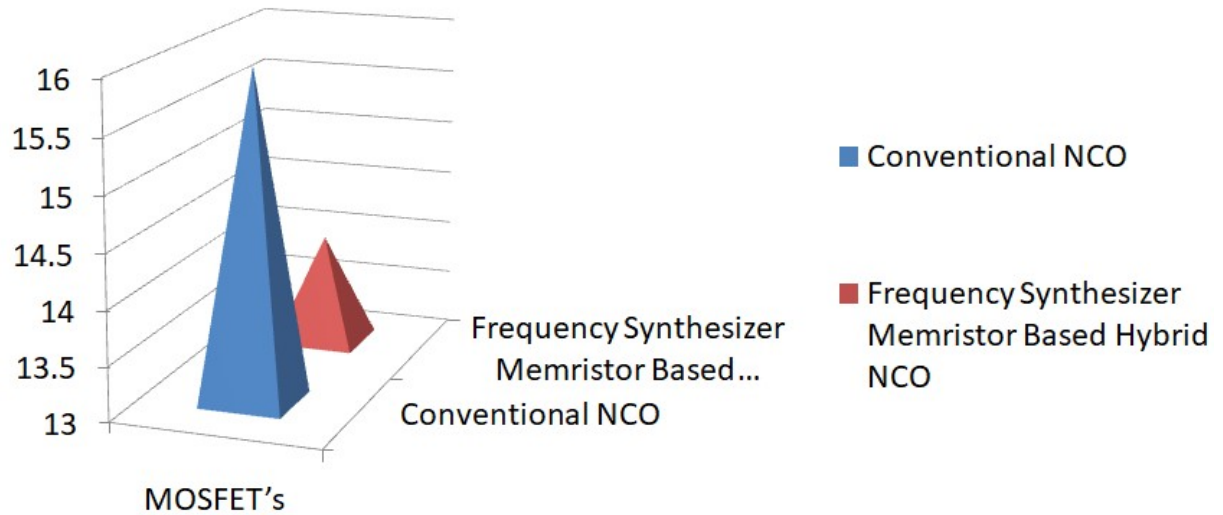 16
15.5
15
14.5
14
13.5
13
MOSFET’s
Frequency Synthesizer
Memristor Based...
Conventional NCO
Conventional NCO
Frequency Synthesizer
Memristor Based Hybrid
NCO